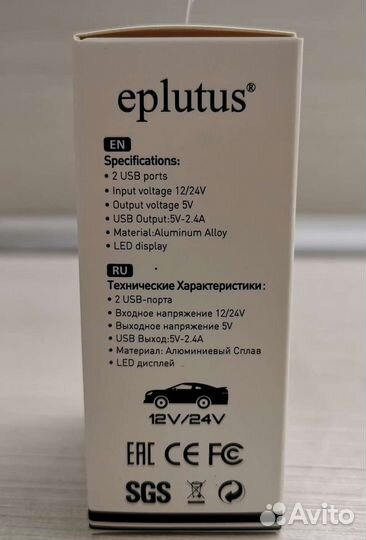 eplutus®
EN
Specifications:
• 2 USB ports
• Input voltage 12/24V
• Output voltage 5V
• USB Output:5V-2.4A
• Material:Aluminum Alloy
• LED display
RU
Технические Характеристики:
• 2 USB-порта
• Входное напряжение 12/24V
• Выходное напряжение 5V
• USB Выход:5V-2.4A
• Материал: Алюминиевый Сплав
• LED дисплей
12V/24V
EAC CE FC
SGS
Avito